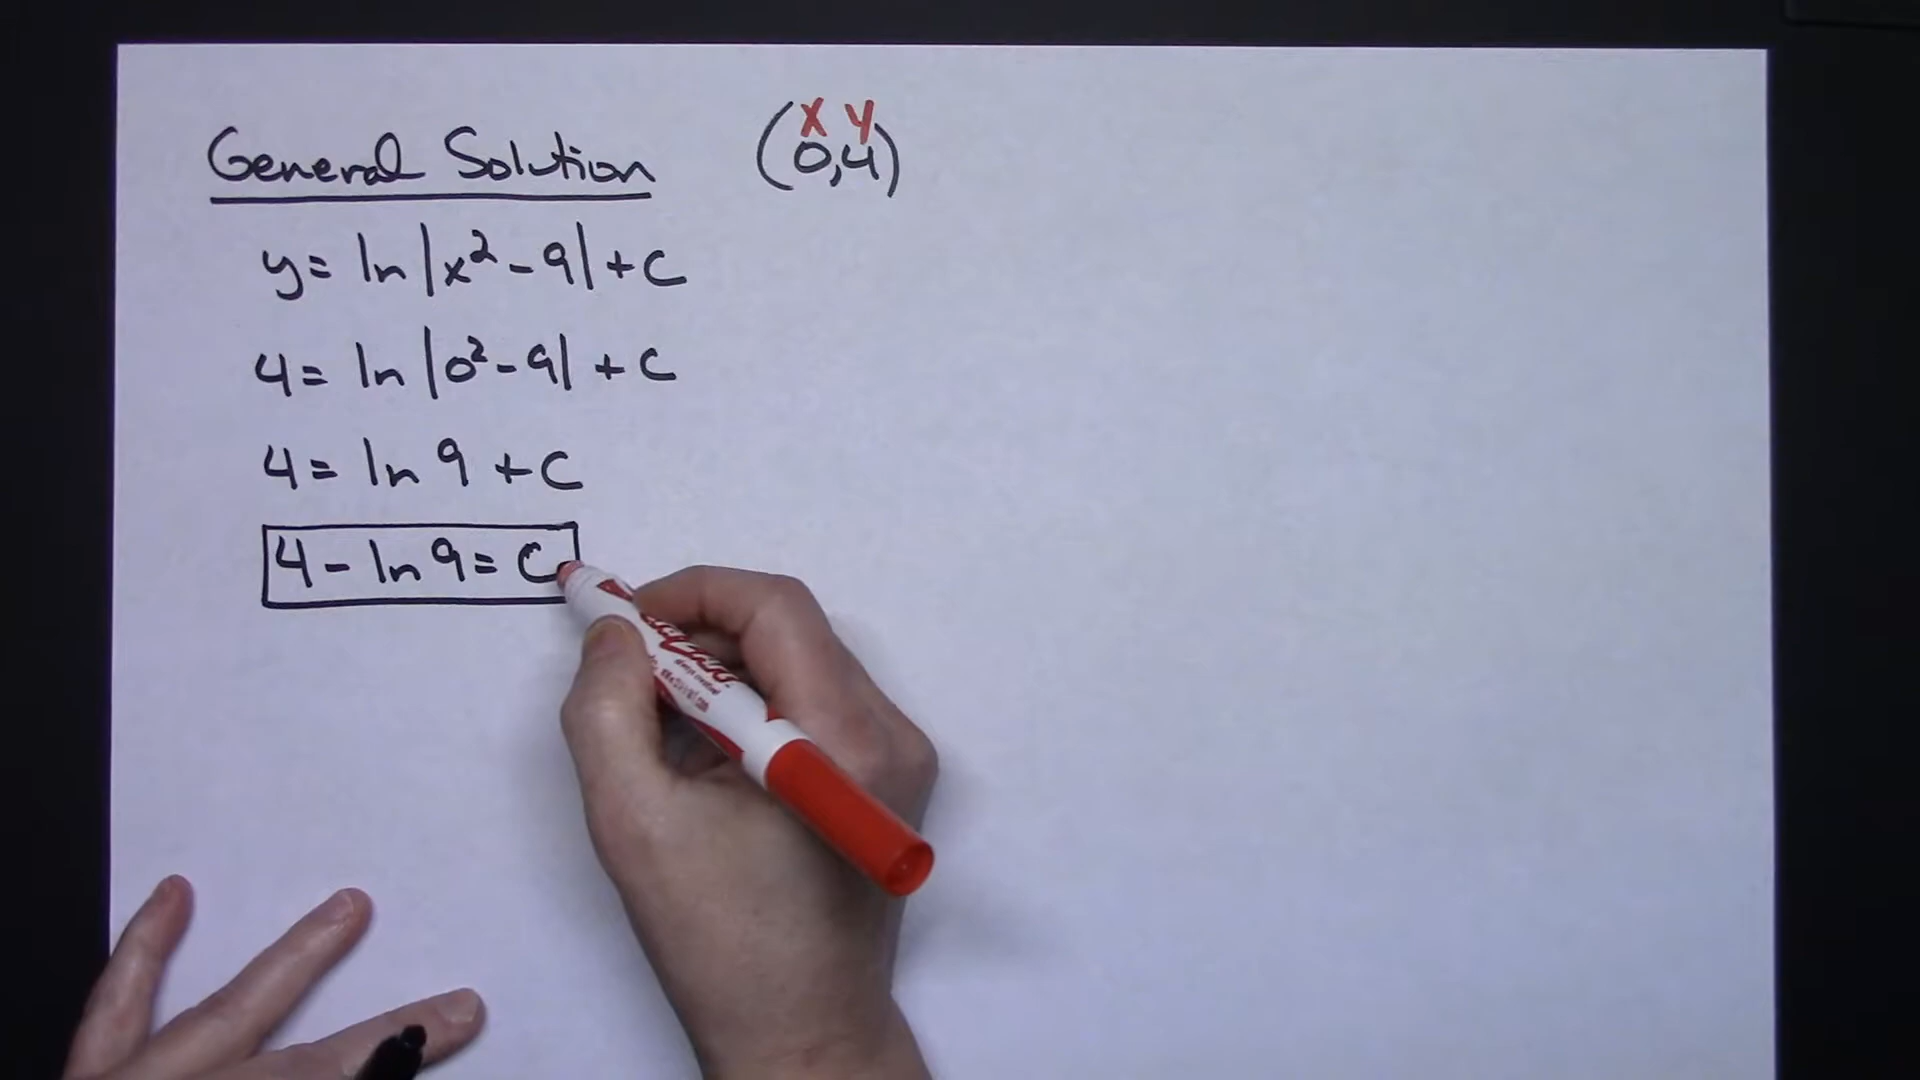 General Solution
x y
(0,4)
y = ln |x² - 9| + C
4 = ln |0² - 9| + C
4 = ln 9 + C
4 - ln 9 = C